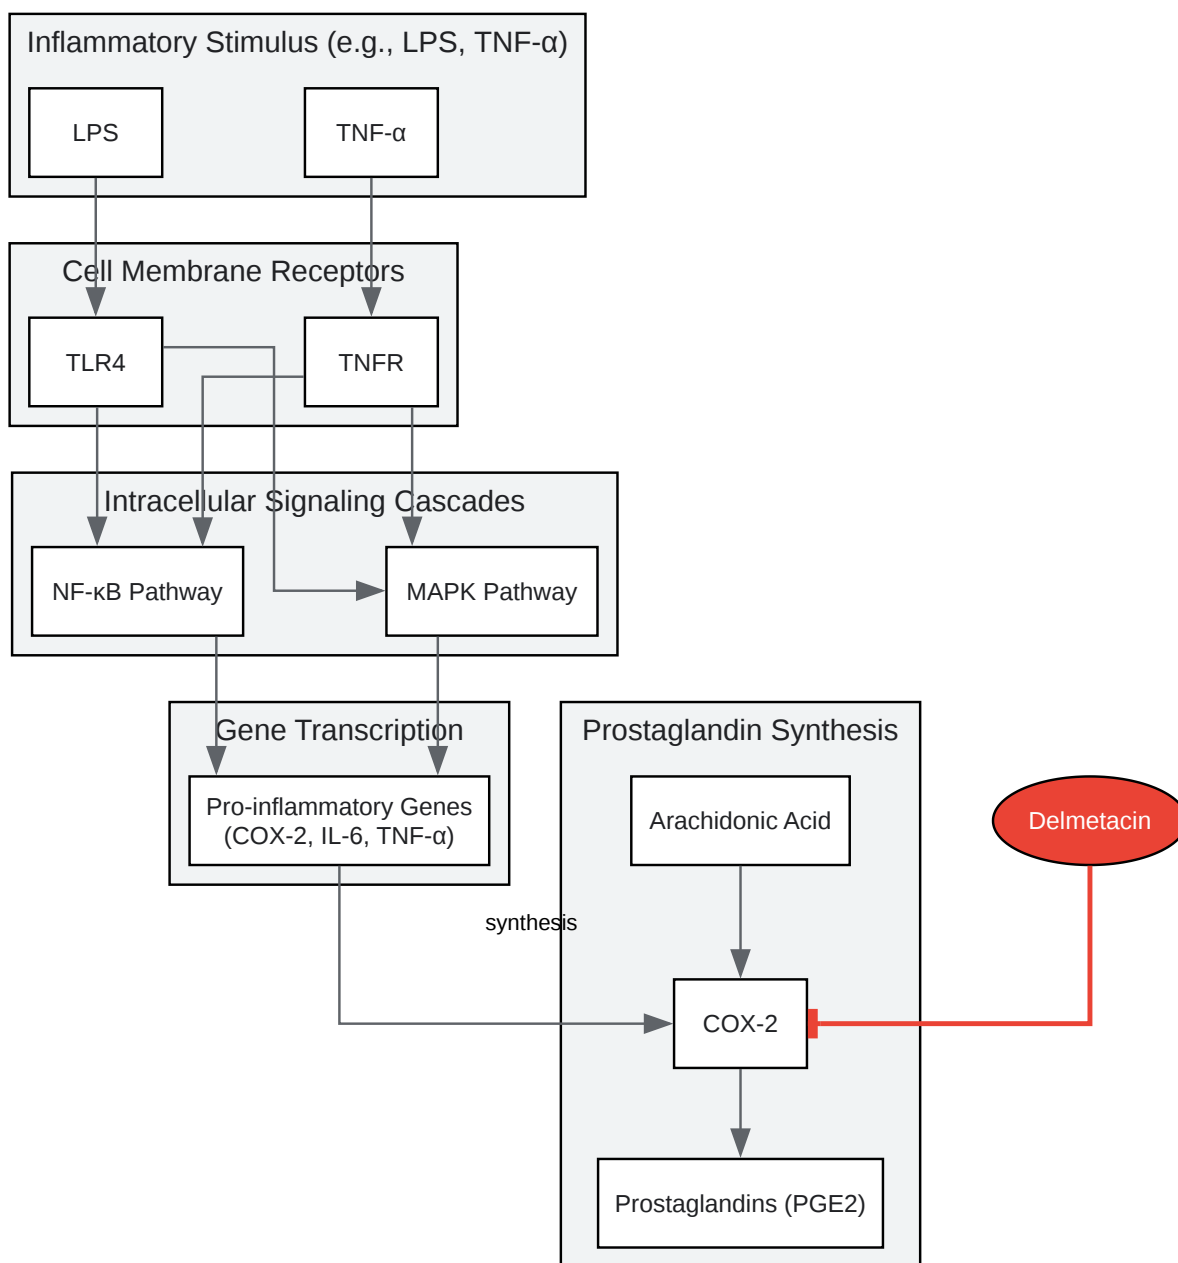 Inflammatory Stimulus (e.g., LPS, TNF-α)
LPS
TNF-α
Cell Membrane Receptors
TLR4
TNFR
Intracellular Signaling Cascades
NF-κB Pathway
MAPK Pathway
Gene Transcription
Pro-inflammatory Genes
(COX-2, IL-6, TNF-α)
Prostaglandin Synthesis
Arachidonic Acid
Delmetacin
synthesis
COX-2
Prostaglandins (PGE2)